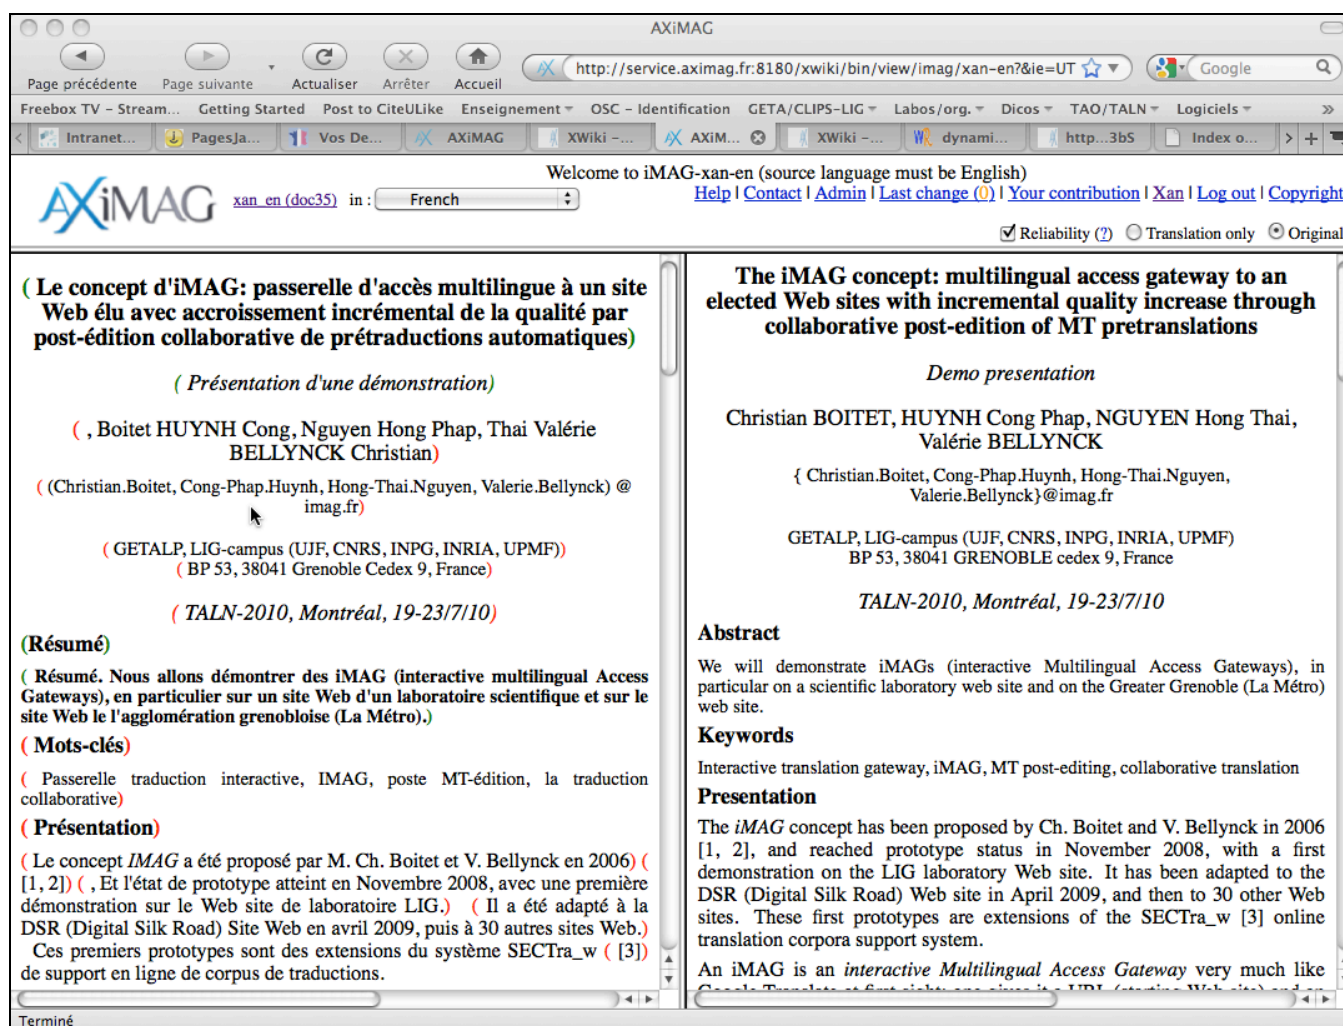 AXiMAG
Page précédente Page suivante Actualiser Arrêter Accueil
http://service.aximag.fr:8180/xwiki/bin/view/imag/xan-en?&ie=UT
Google
Freebox TV – Stream... Getting Started Post to CiteULike Enseignement OSC – Identification GETA/CLIPS-LIG Labos/org. Dicos TAO/TALN Logiciels »
Intranet... PagesJa... Vos De... AXiMAG XWiki –... AXiM... XWiki –... dynami... http...3bS Index o...
Welcome to iMAG-xan-en (source language must be English)
AXiMAG xan_en (doc35) in : French
Help | Contact | Admin | Last change (0) | Your contribution | Xan | Log out | Copyright
Reliability (?) Translation only Original
( Le concept d'iMAG: passerelle d'accès multilingue à un site
Web élu avec accroissement incrémental de la qualité par
post-édition collaborative de prétraductions automatiques)
( Présentation d'une démonstration)
( , Boitet HUYNH Cong, Nguyen Hong Phap, Thai Valérie
BELLYNCK Christian)
( (Christian.Boitet, Cong-Phap.Huynh, Hong-Thai.Nguyen, Valerie.Bellynck) @
imag.fr)
( GETALP, LIG-campus (UJF, CNRS, INPG, INRIA, UPMF))
( BP 53, 38041 Grenoble Cedex 9, France)
( TALN-2010, Montréal, 19-23/7/10)
(Résumé)
( Résumé. Nous allons démontrer des iMAG (interactive multilingual Access
Gateways), en particulier sur un site Web d'un laboratoire scientifique et sur le
site Web le l'agglomération grenobloise (La Métro).)
( Mots-clés)
( Passerelle traduction interactive, IMAG, poste MT-édition, la traduction
collaborative)
( Présentation)
( Le concept IMAG a été proposé par M. Ch. Boitet et V. Bellynck en 2006) (
[1, 2]) ( , Et l'état de prototype atteint en Novembre 2008, avec une première
démonstration sur le Web site de laboratoire LIG.) ( Il a été adapté à la
DSR (Digital Silk Road) Site Web en avril 2009, puis à 30 autres sites Web.)
Ces premiers prototypes sont des extensions du système SECTra_w ( [3])
de support en ligne de corpus de traductions.
The iMAG concept: multilingual access gateway to an
elected Web sites with incremental quality increase through
collaborative post-edition of MT pretranslations
Demo presentation
Christian BOITET, HUYNH Cong Phap, NGUYEN Hong Thai,
Valérie BELLYNCK
{ Christian.Boitet, Cong-Phap.Huynh, Hong-Thai.Nguyen,
Valerie.Bellynck}@imag.fr
GETALP, LIG-campus (UJF, CNRS, INPG, INRIA, UPMF)
BP 53, 38041 GRENOBLE cedex 9, France
TALN-2010, Montréal, 19-23/7/10
Abstract
We will demonstrate iMAGs (interactive Multilingual Access Gateways), in
particular on a scientific laboratory web site and on the Greater Grenoble (La Métro)
web site.
Keywords
Interactive translation gateway, iMAG, MT post-editing, collaborative translation
Presentation
The iMAG concept has been proposed by Ch. Boitet and V. Bellynck in 2006
[1, 2], and reached prototype status in November 2008, with a first
demonstration on the LIG laboratory Web site. It has been adapted to the
DSR (Digital Silk Road) Web site in April 2009, and then to 30 other Web
sites. These first prototypes are extensions of the SECTra_w [3] online
translation corpora support system.
An iMAG is an interactive Multilingual Access Gateway very much like
Terminé